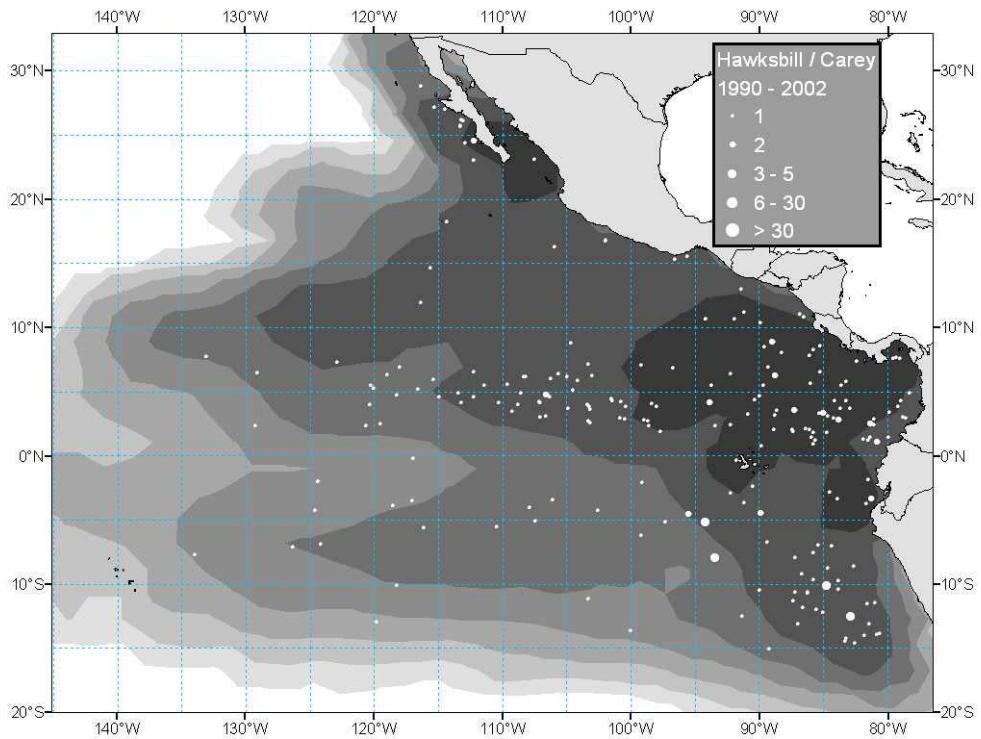 140°W 130°W 120°W 110°W 100°W 90°W 80°W
Hawksbill / Carey
1990 - 2002
1
2
3 - 5
6 - 30
> 30
30°N 30°N
20°N 20°N
10°N 10°N
0°N 0°N
10°S 10°S
20°S 20°S
140°W 130°W 120°W 110°W 100°W 90°W 80°W